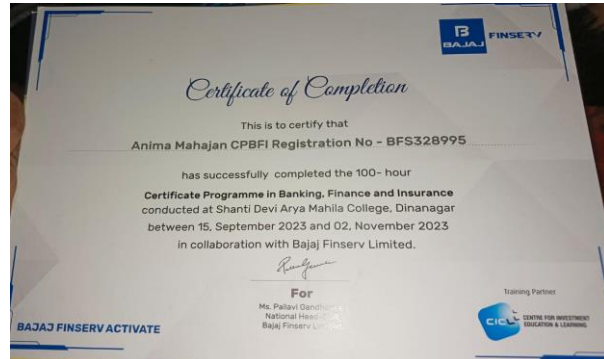 BAJAJ FINSERV
Certificate of Completion
This is to certify that
Anima Mahajan CPBFI Registration No - BFS328995
has successfully completed the 100- hour
Certificate Programme in Banking, Finance and Insurance
conducted at Shanti Devi Arya Mahila College, Dinanagar
between 15, September 2023 and 02, November 2023
in collaboration with Bajaj Finserv Limited.
For
Ms. Pallavi
National
Bajaj Finserv
Training Partner
CICL CENTRE FOR INVESTMENT
EDUCATION & LEARNING
BAJAJ FINSERV ACTIVATE